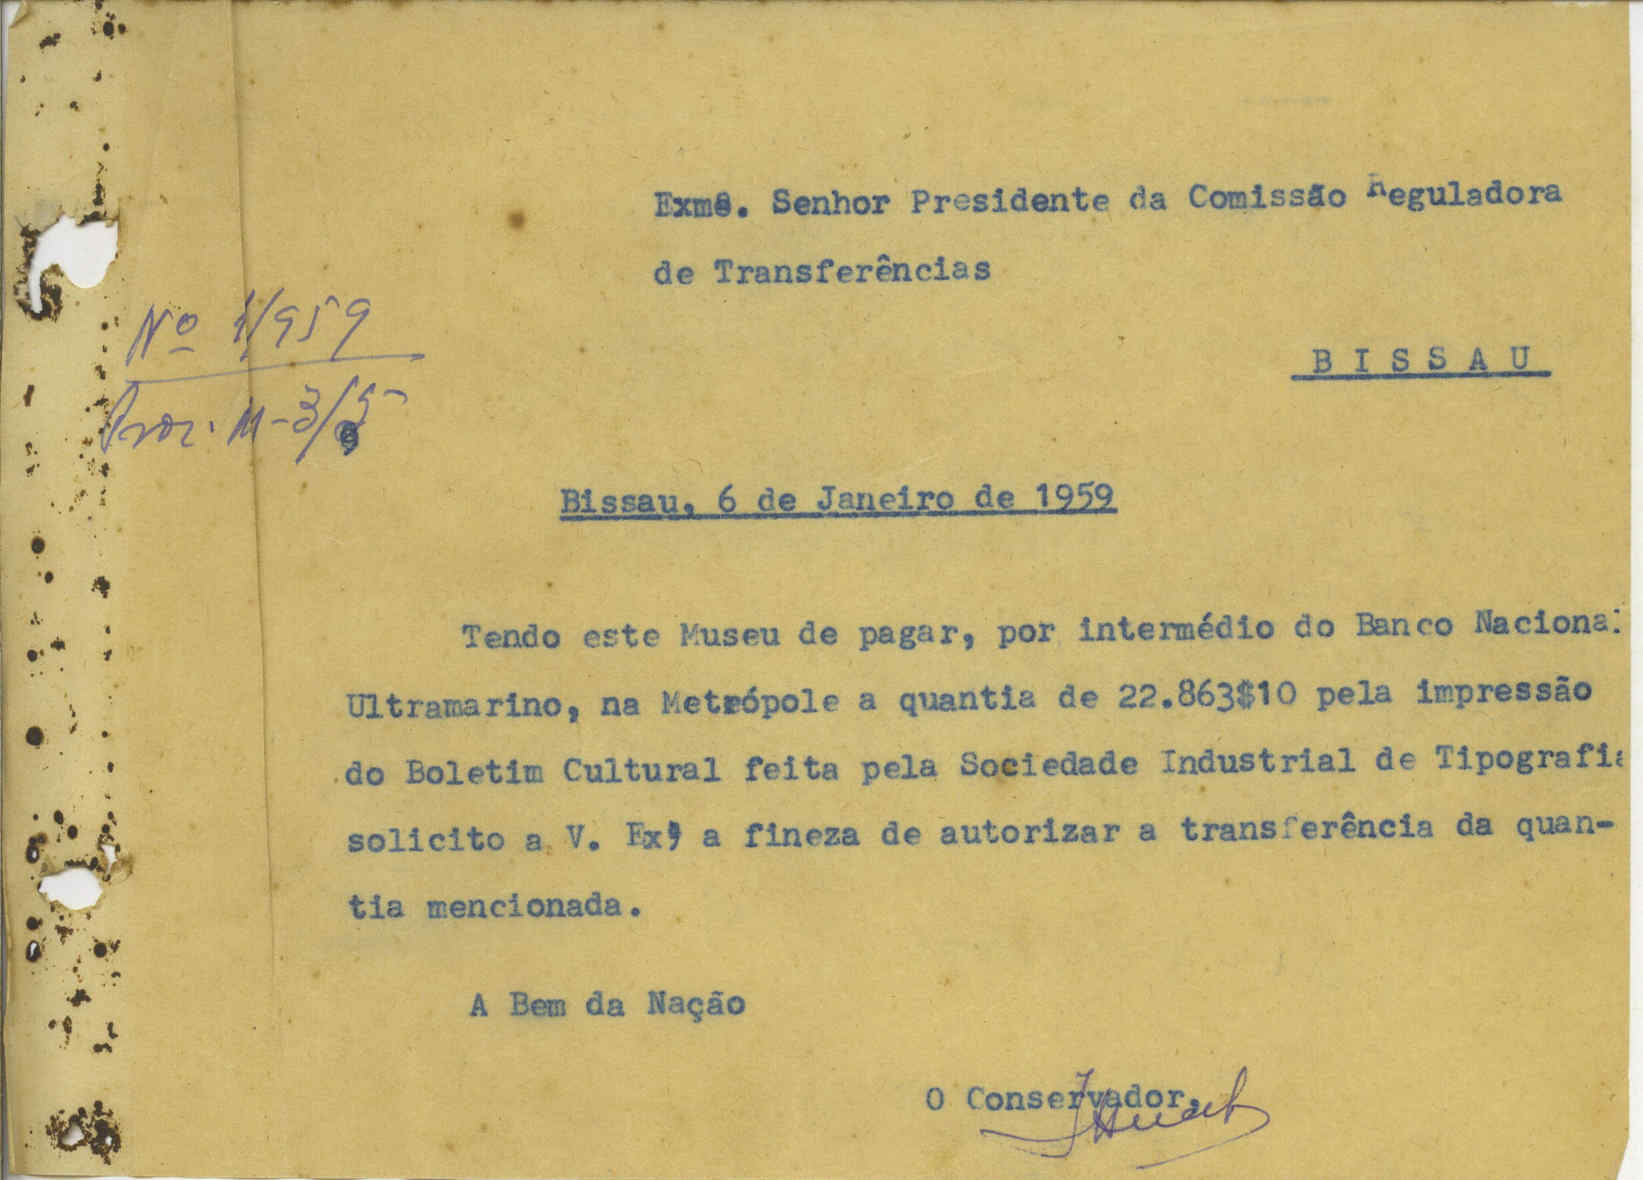 Exmº. Senhor Presidente da Comissão Reguladora
de Transferências
Nº 1/959
B I S S A U
Proc. M-3/5
Bissau, 6 de Janeiro de 1959
Tendo este Museu de pagar, por intermédio do Banco Nacional
Ultramarino, na Metrópole a quantia de 22.863$10 pela impressão
do Boletim Cultural feita pela Sociedade Industrial de Tipografia
solicito a V. Exª a fineza de autorizar a transferência da quan-
tia mencionada.
A Bem da Nação
O Conservador,